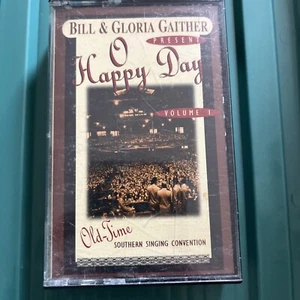 BILL & GLORIA GAITHER
PRESENT
O
Happy Day
VOLUME 1
Old-Time
SOUTHERN SINGING CONVENTION